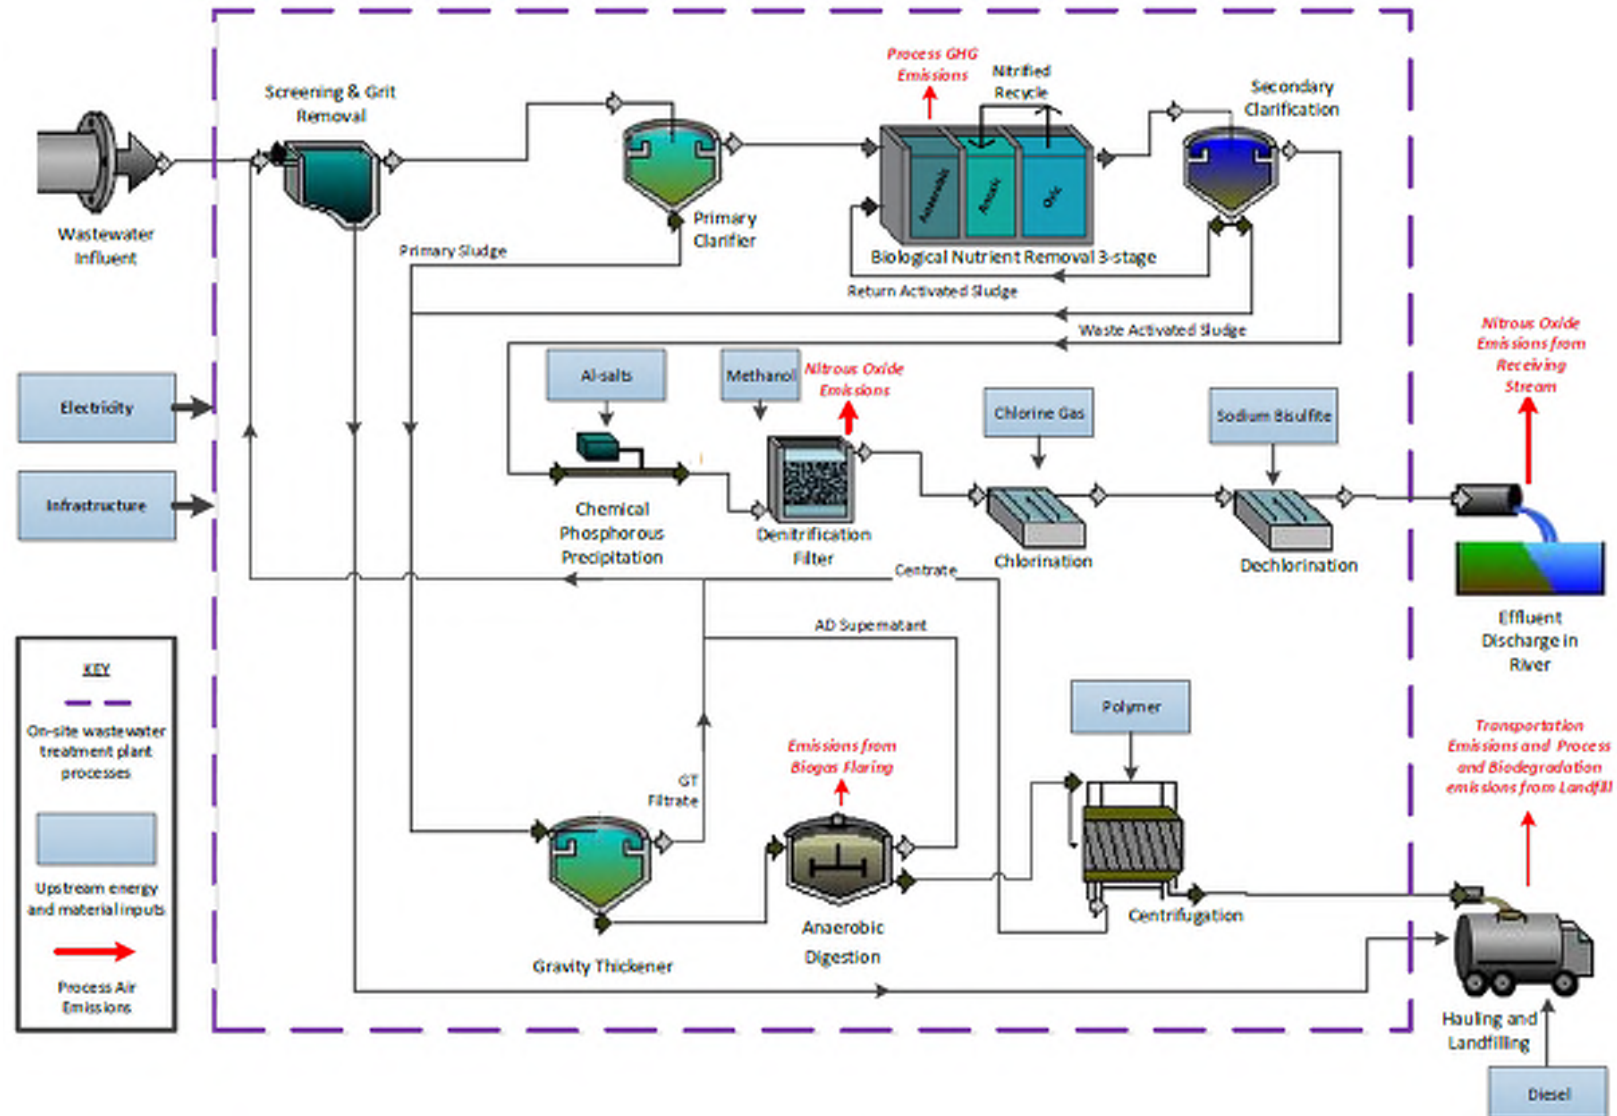 Process GHG
Emissions
Nitrified
Recycle
Screening & Grit
Removal
Secondary
Clarification
Anaerobic
Anoxic
Oxic
Wastewater
Influent
Primary
Clarifier
Primary Sludge
Biological Nutrient Removal 3-stage
Return Activated Sludge
Waste Activated Sludge
Nitrous Oxide
Emissions from
Receiving
Stream
Al-salts
Methanol
Nitrous Oxide
Emissions
Chlorine Gas
Sodium Bisulfite
Electricity
Infrastructure
Chemical
Phosphorous
Precipitation
Denitrification
Filter
Chlorination
Dechlorination
Centrate
AD Supernatant
Effluent
Discharge in
River
KEY
On-site wastewater
treatment plant
processes
Upstream energy
and material inputs
Process Air
Emissions
Polymer
Emissions from
Biogas Flaring
GT
Filtrate
Transportation
Emissions and Process
and Biodegradation
emissions from Landfill
Centrifugation
Anaerobic
Digestion
Gravity Thickener
Hauling and
Landfilling
Diesel